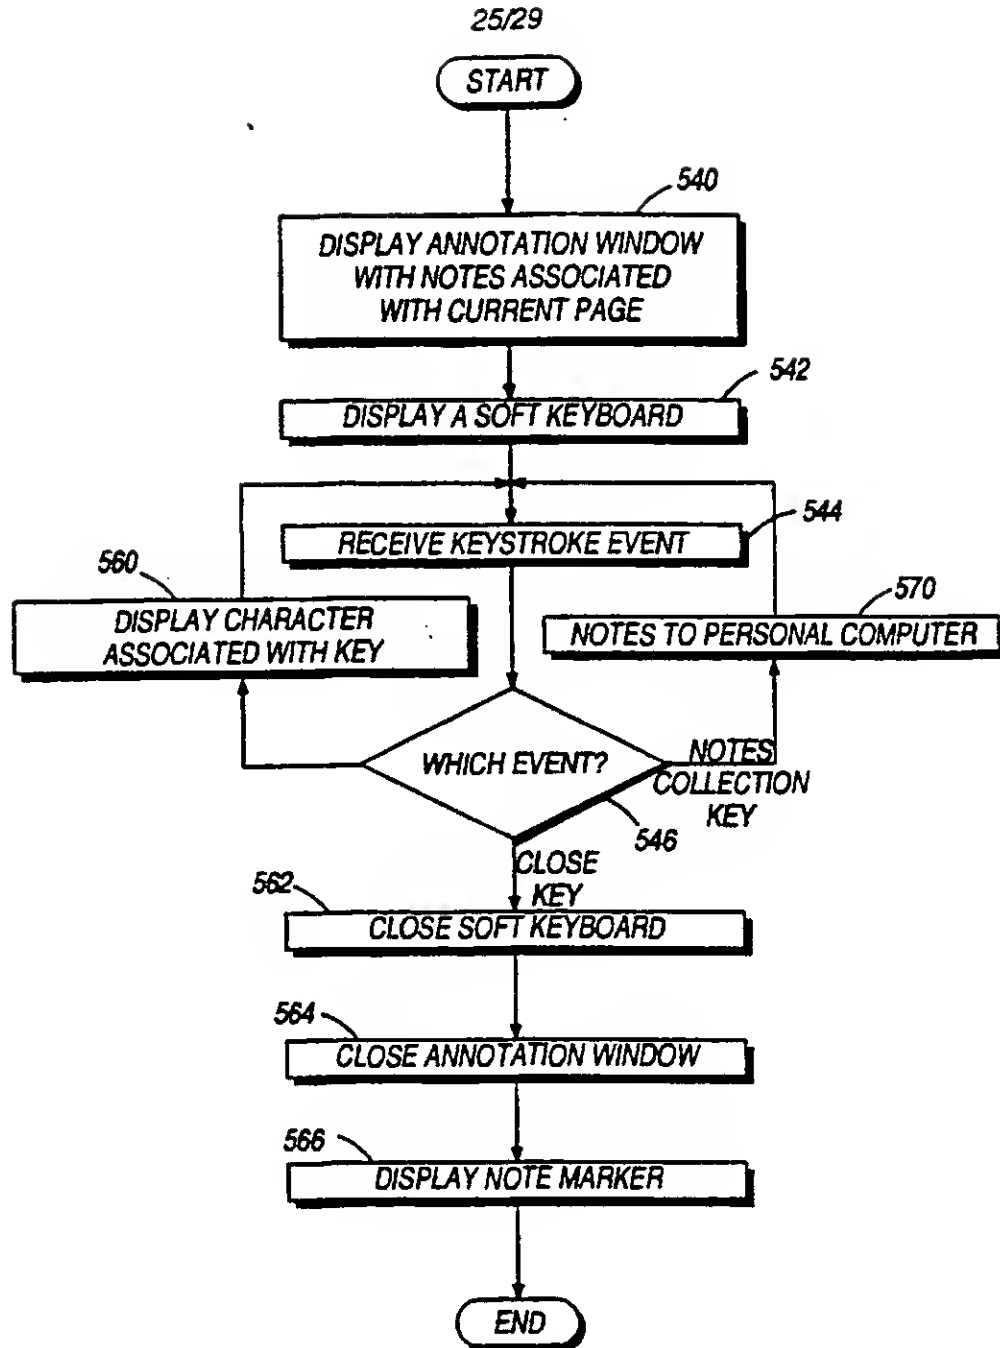 25/29
START
540
DISPLAY ANNOTATION WINDOW
WITH NOTES ASSOCIATED
WITH CURRENT PAGE
542
DISPLAY A SOFT KEYBOARD
544
RECEIVE KEYSTROKE EVENT
560
DISPLAY CHARACTER
ASSOCIATED WITH KEY
570
NOTES TO PERSONAL COMPUTER
WHICH EVENT?
NOTES
COLLECTION
KEY
546
CLOSE
KEY
562
CLOSE SOFT KEYBOARD
564
CLOSE ANNOTATION WINDOW
566
DISPLAY NOTE MARKER
END